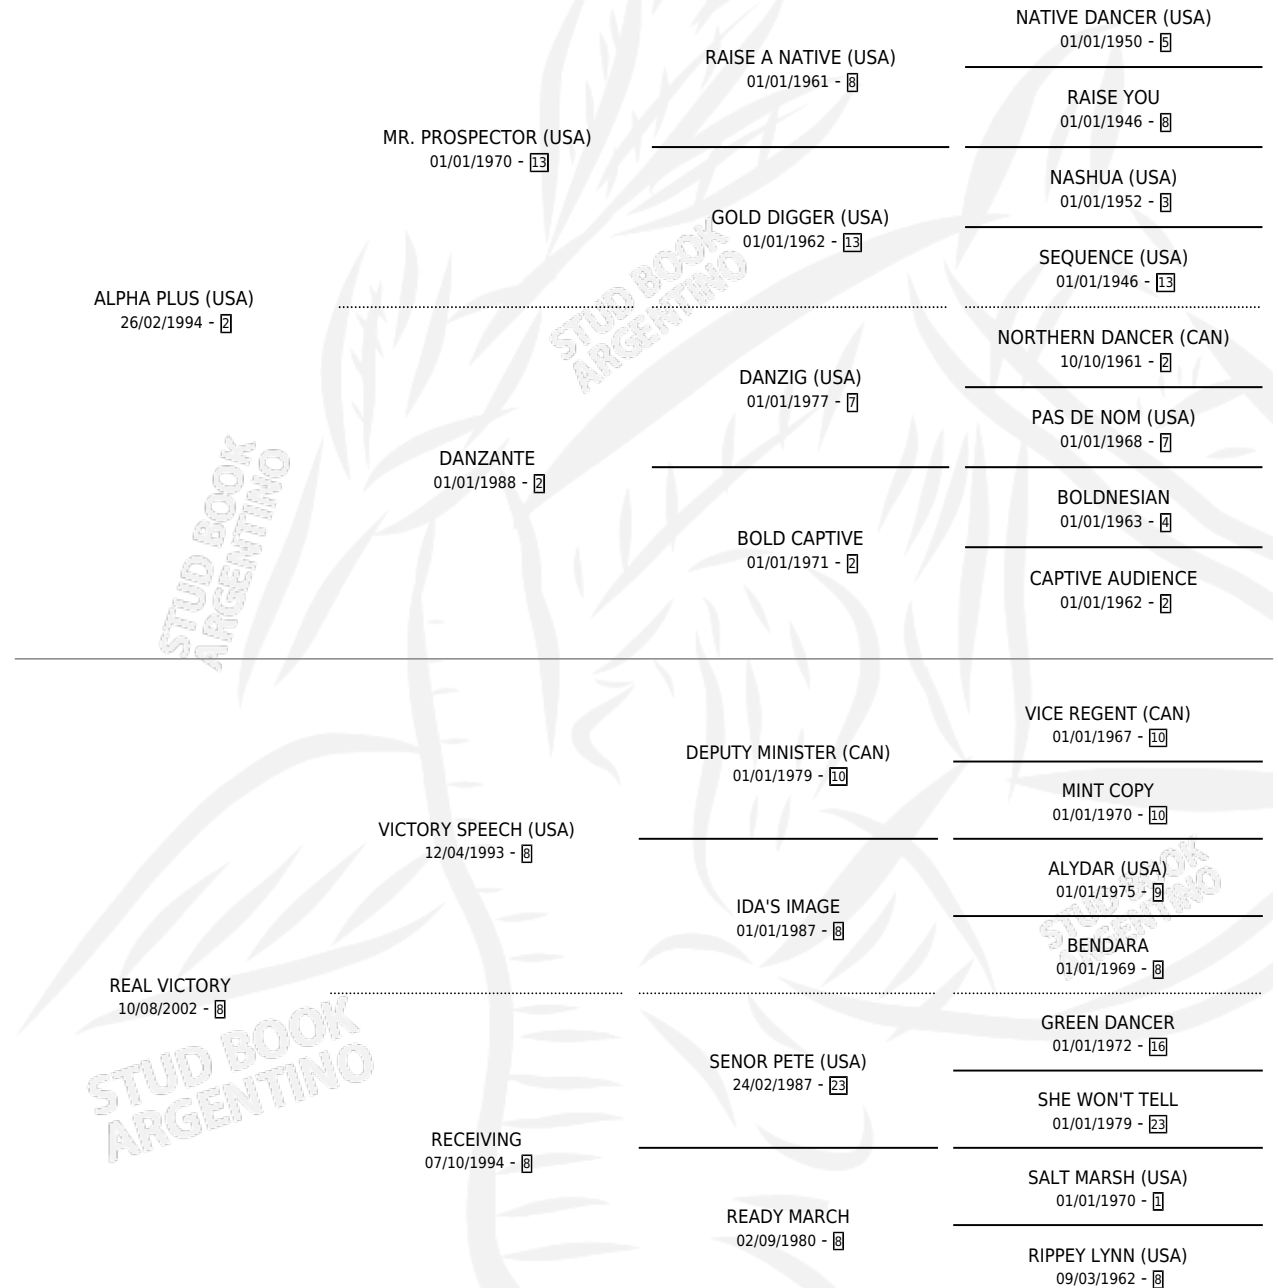 NATIVE DANCER (USA)
01/01/1950 - 5
RAISE A NATIVE (USA)
01/01/1961 - 8
RAISE YOU
01/01/1946 - 8
MR. PROSPECTOR (USA)
01/01/1970 - 13
NASHUA (USA)
01/01/1952 - 3
GOLD DIGGER (USA)
01/01/1962 - 13
SEQUENCE (USA)
01/01/1946 - 13
ALPHA PLUS (USA)
26/02/1994 - 2
NORTHERN DANCER (CAN)
10/10/1961 - 2
DANZIG (USA)
01/01/1977 - 7
PAS DE NOM (USA)
01/01/1968 - 7
DANZANTE
01/01/1988 - 2
BOLDNESIAN
01/01/1963 - 4
BOLD CAPTIVE
01/01/1971 - 2
CAPTIVE AUDIENCE
01/01/1962 - 2
VICE REGENT (CAN)
01/01/1967 - 10
DEPUTY MINISTER (CAN)
01/01/1979 - 10
MINT COPY
01/01/1970 - 10
VICTORY SPEECH (USA)
12/04/1993 - 8
ALYDAR (USA)
01/01/1975 - 9
IDA'S IMAGE
01/01/1987 - 8
BENDARA
01/01/1969 - 8
REAL VICTORY
10/08/2002 - 8
GREEN DANCER
01/01/1972 - 16
SENOR PETE (USA)
24/02/1987 - 23
SHE WON'T TELL
01/01/1979 - 23
RECEIVING
07/10/1994 - 8
SALT MARSH (USA)
01/01/1970 - 1
READY MARCH
02/09/1980 - 8
RIPPEY LYNN (USA)
09/03/1962 - 8
STUD BOOK
ARGENTINO
STUD BOOK
ARGENTINO
STUD BOOK
ARGENTINO
STUD BOOK
ARGENTINO